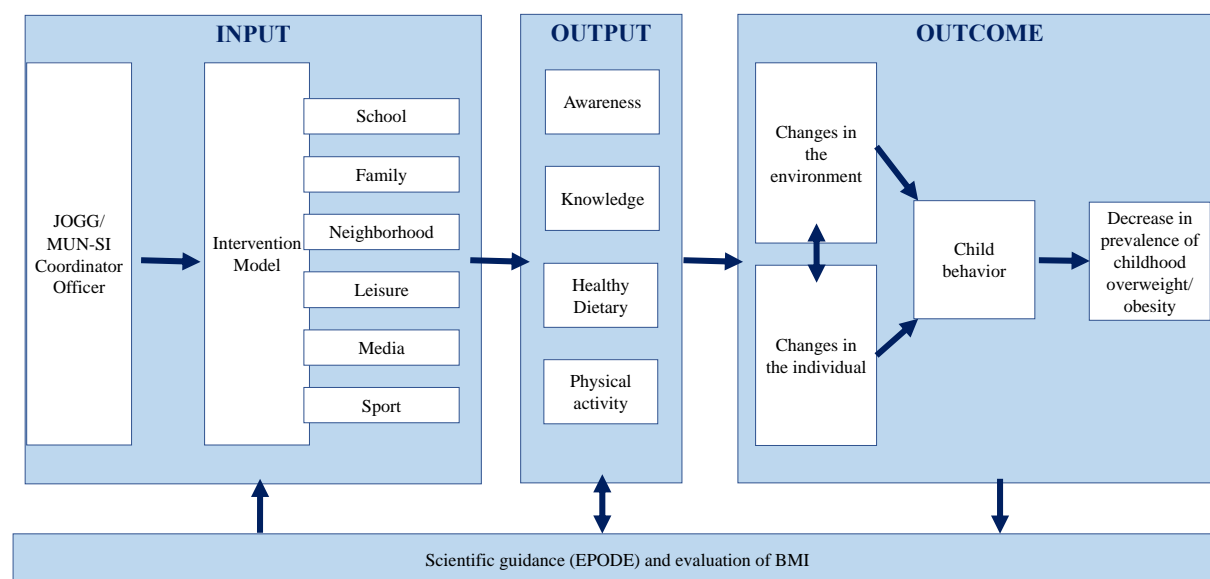 INPUT
JOGG/
MUN-SI
Coordinator
Officer
Intervention
Model
School
Family
Neighborhood
Leisure
Media
Sport
OUTPUT
Awareness
Knowledge
Healthy
Dietary
Physical
activity
OUTCOME
Changes in
the
environment
Changes in
the individual
Child
behavior
Decrease in
prevalence of
childhood
overweight/
obesity
Scientific guidance (EPODE) and evaluation of BMI